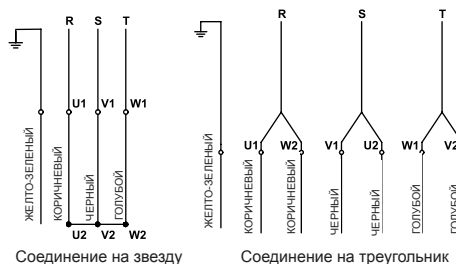 R S T
U1 V1 W1
ЖЕЛТО-ЗЕЛЕНЫЙ
КОРИЧНЕВЫЙ
ЧЕРНЫЙ
ГОЛУБОЙ
U2 V2 W2
Соединение на звезду
R S T
U1 W2 V1 U2 W1 V2
ЖЕЛТО-ЗЕЛЕНЫЙ
КОРИЧНЕВЫЙ
КОРИЧНЕВЫЙ
ЧЕРНЫЙ
ЧЕРНЫЙ
ГОЛУБОЙ
ГОЛУБОЙ
Соединение на треугольник